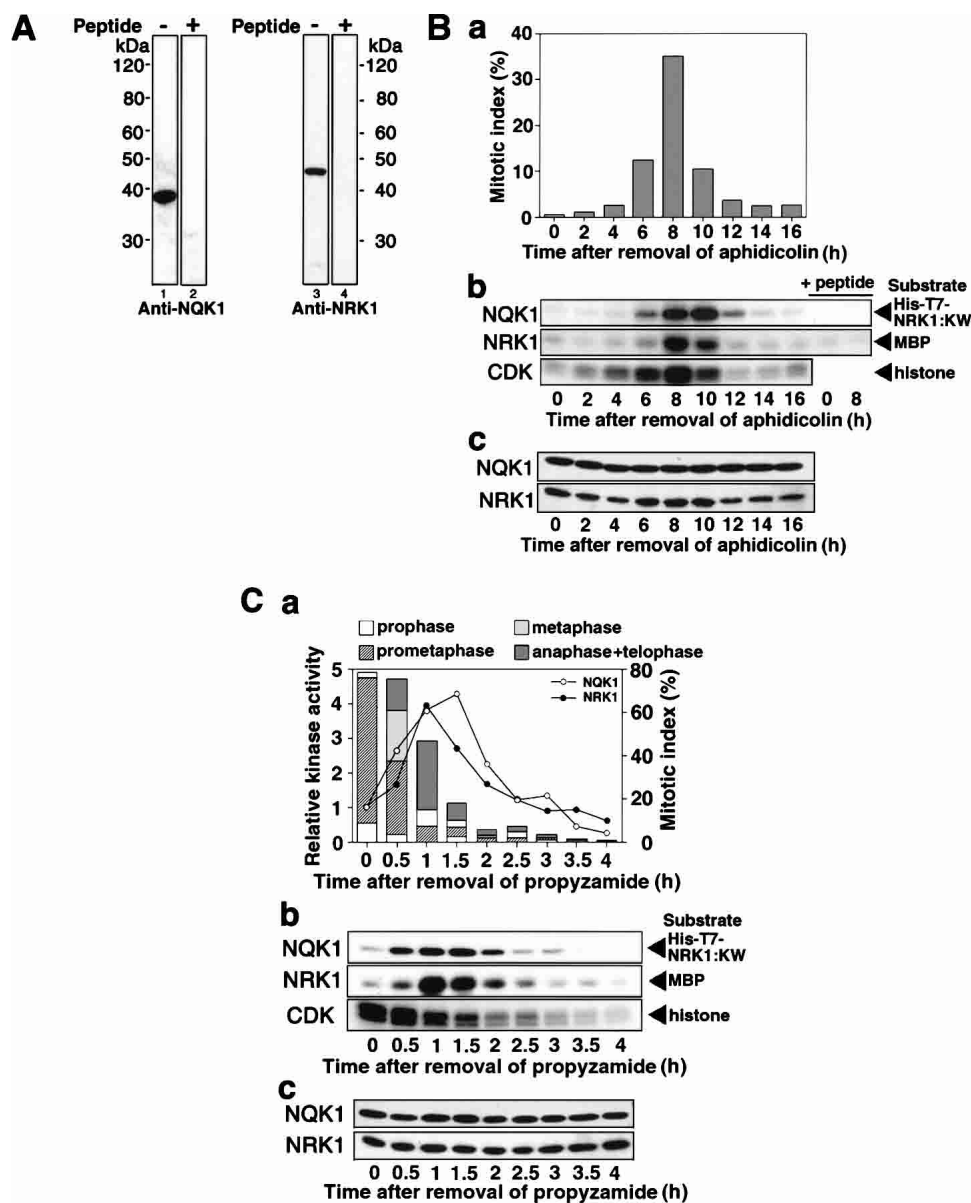 A
Peptide - +
kDa
120-
80-
60-
50-
40-
30-
1 2
Anti-NQK1
Peptide - +
kDa
-120
- 80
- 60
- 50
- 40
- 30
3 4
Anti-NRK1
B a
Mitotic index (%)
40
30
20
10
0
0 2 4 6 8 10 12 14 16
Time after removal of aphidicolin (h)
b
+ peptide
Substrate
NQK1
His-T7-
NRK1:KW
NRK1
MBP
CDK
histone
0 2 4 6 8 10 12 14 16 0 8
Time after removal of aphidicolin (h)
c
NQK1
NRK1
0 2 4 6 8 10 12 14 16
Time after removal of aphidicolin (h)
C a
prophase
metaphase
prometaphase
anaphase+telophase
Relative kinase activity
5
4
3
2
1
0
NQK1
NRK1
80
60
40
20
0
Mitotic index (%)
0 0.5 1 1.5 2 2.5 3 3.5 4
Time after removal of propyzamide (h)
b
Substrate
NQK1
His-T7-
NRK1:KW
NRK1
MBP
CDK
histone
0 0.5 1 1.5 2 2.5 3 3.5 4
Time after removal of propyzamide (h)
c
NQK1
NRK1
0 0.5 1 1.5 2 2.5 3 3.5 4
Time after removal of propyzamide (h)